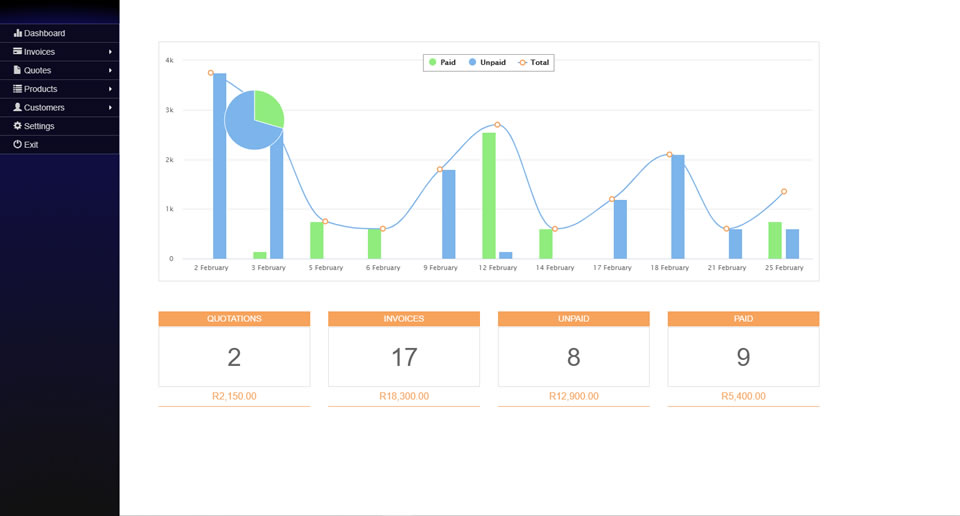 Dashboard
Invoices
Quotes
Products
Customers
Settings
Exit
Paid Unpaid Total
4k
3k
2k
1k
0
2 February 3 February 5 February 6 February 9 February 12 February 14 February 17 February 18 February 21 February 25 February
QUOTATIONS INVOICES UNPAID PAID
2 17 8 9
R2,150.00 R18,300.00 R12,900.00 R5,400.00